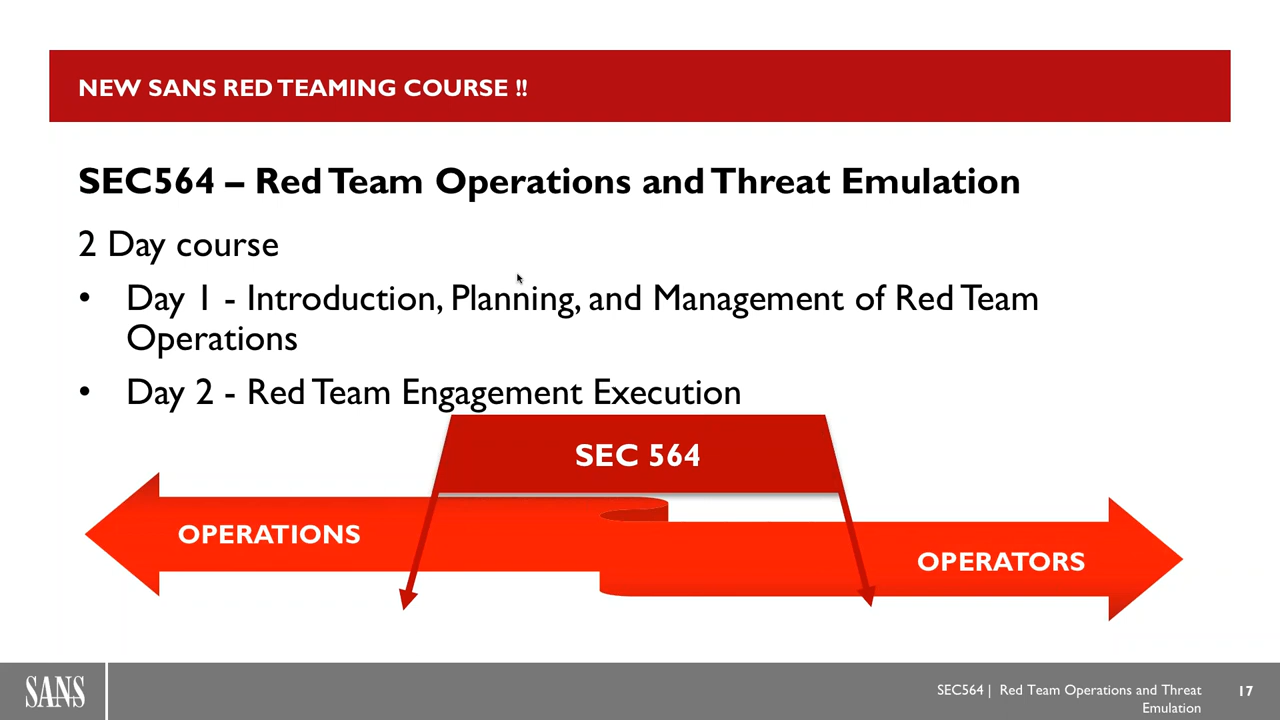 NEW SANS RED TEAMING COURSE !!
SEC564 – Red Team Operations and Threat Emulation
2 Day course
• Day 1 - Introduction, Planning, and Management of Red Team
Operations
• Day 2 - Red Team Engagement Execution
SEC 564
OPERATIONS
OPERATORS
SANS
SEC564 | Red Team Operations and Threat
Emulation
17